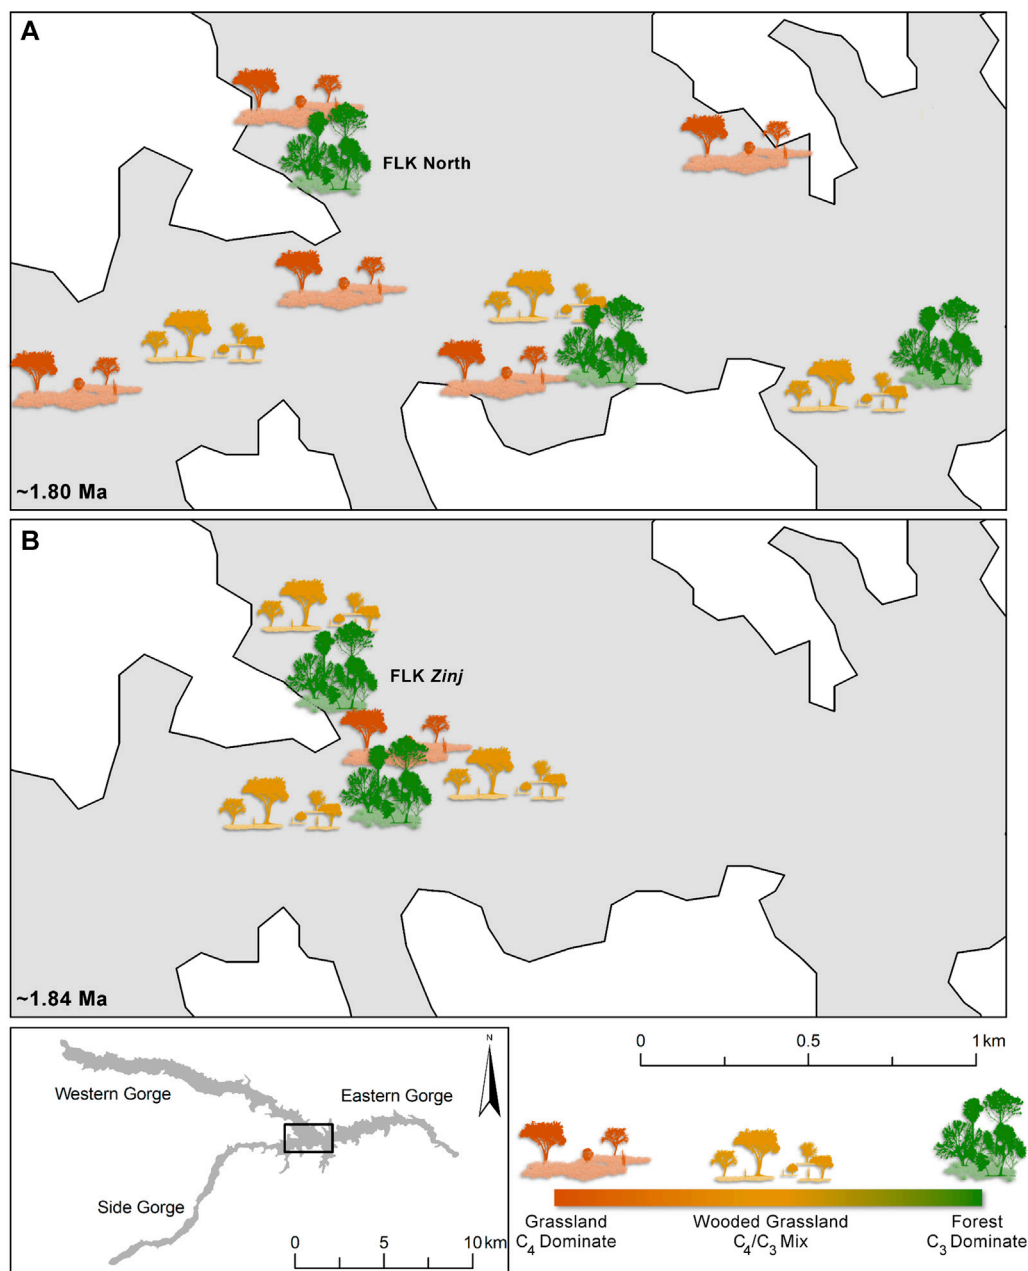 A
FLK North
~1.80 Ma
B
FLK Zinj
~1.84 Ma
N
Western Gorge
Eastern Gorge
Side Gorge
0 5 10 km
0 0.5 1 km
Grassland
C4 Dominate
Wooded Grassland
C4/C3 Mix
Forest
C3 Dominate